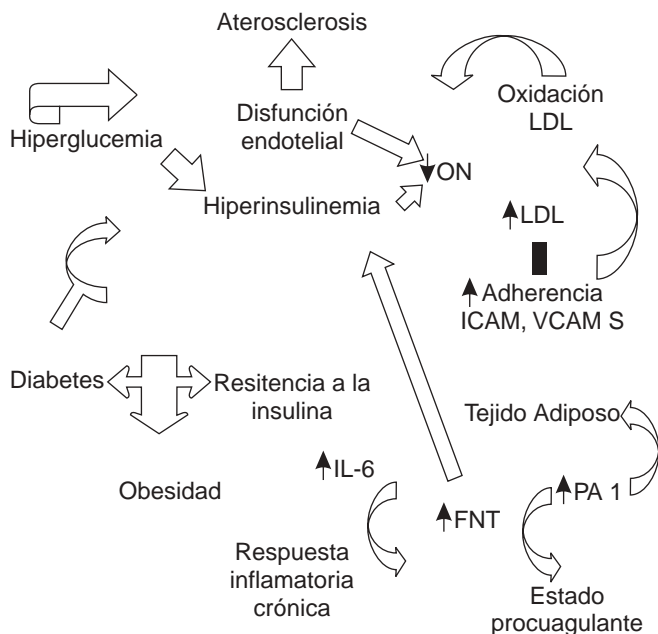 Aterosclerosis
Oxidación
LDL
Hiperglucemia
Disfunción
endotelial
ON
Hiperinsulinemia
LDL
Adherencia
ICAM, VCAM S
Diabetes
Resitencia a la
insulina
Tejido Adiposo
IL-6
Obesidad
FNT
PA 1
Respuesta
inflamatoria
crónica
Estado
procuagulante